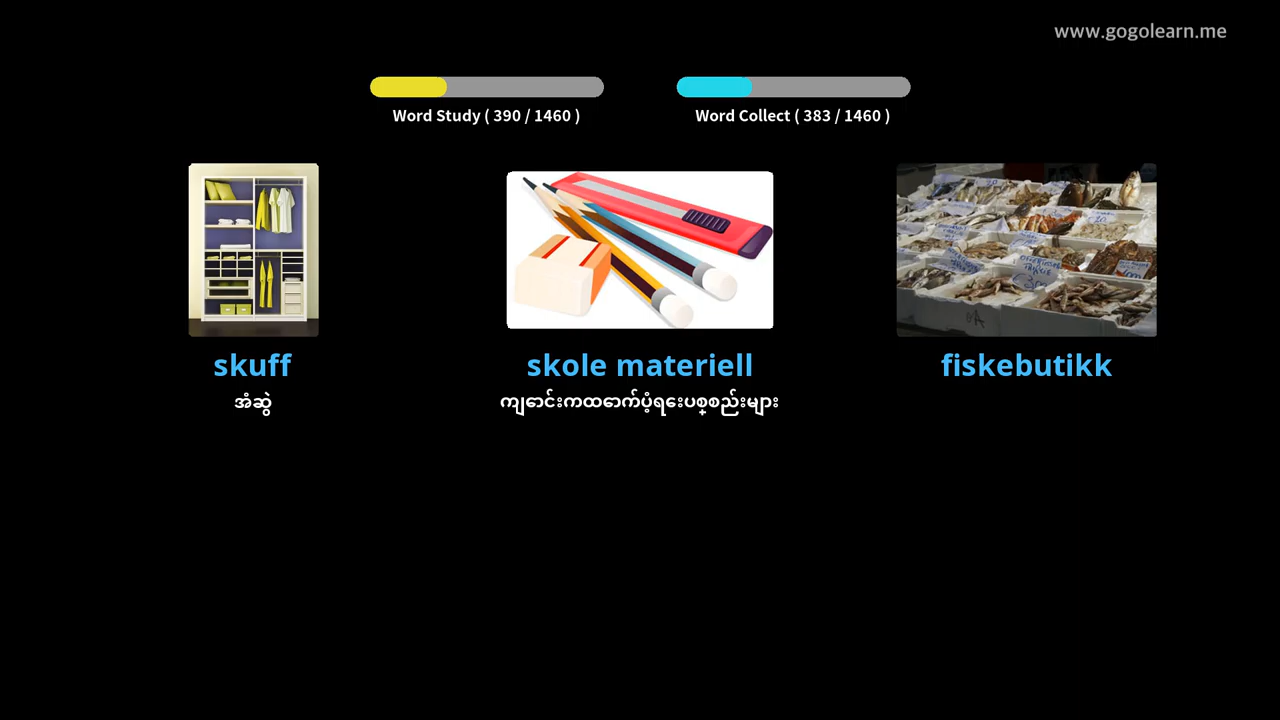 www.gogolearn.me
Word Study ( 390 / 1460 )
Word Collect ( 383 / 1460 )
skuff
skole materiell
fiskebutikk
အံဆွဲ
ကျောင်းကထောက်ပံ့ရေးပစ္စည်းများ